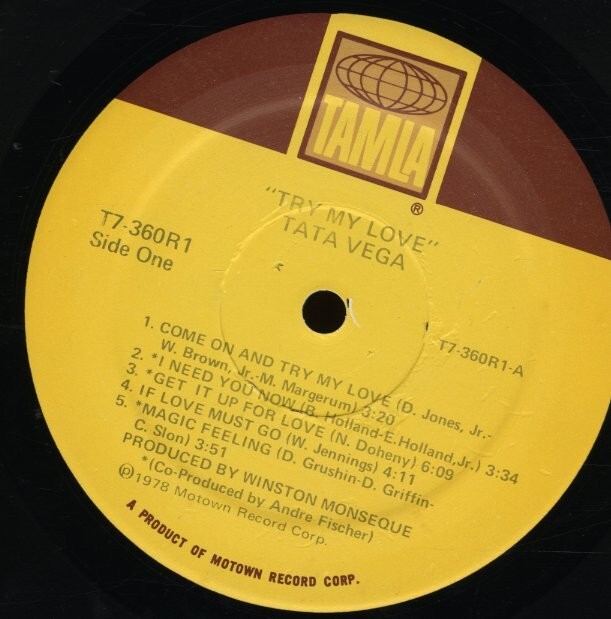 TAMLA
®
"TRY MY LOVE"
TATA VEGA
T7-360R1
Side One
T7-360R1-A
1. COME ON AND TRY MY LOVE (D. Jones, Jr.-
W. Brown, Jr.-M. Margerum) 3:20
2. *I NEED YOU NOW (B. Holland-E. Holland, Jr.) 3:34
3. *GET IT UP FOR LOVE (N. Doheny) 6:09
4. IF LOVE MUST GO (W. Jennings) 4:11
5. *MAGIC FEELING (D. Grushin-D. Griffin-
C. Slon) 3:51
PRODUCED BY WINSTON MONSEQUE
*(Co-Produced by Andre Fischer)
℗1978 Motown Record Corp.
A PRODUCT OF MOTOWN RECORD CORP.